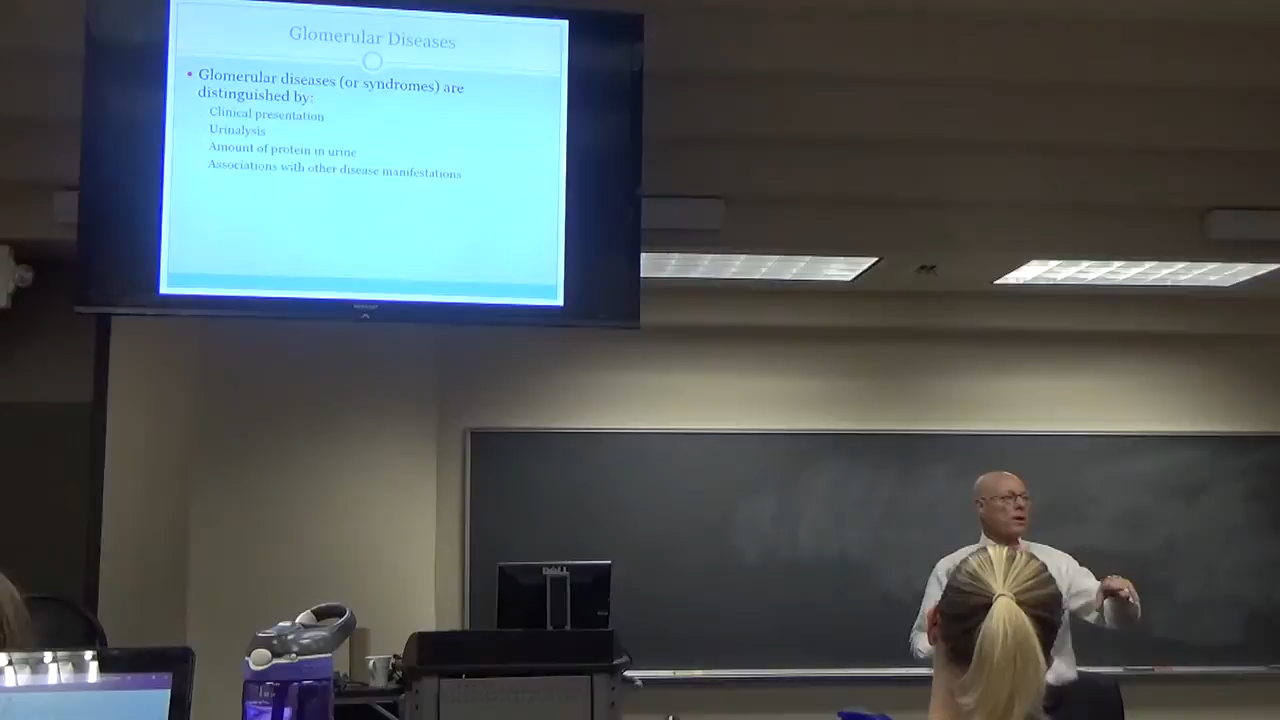 Glomerular Diseases
Glomerular diseases (or syndromes) are
distinguished by:
Clinical presentation
Urinalysis
Amount of protein in urine
Associations with other disease manifestations
DELL